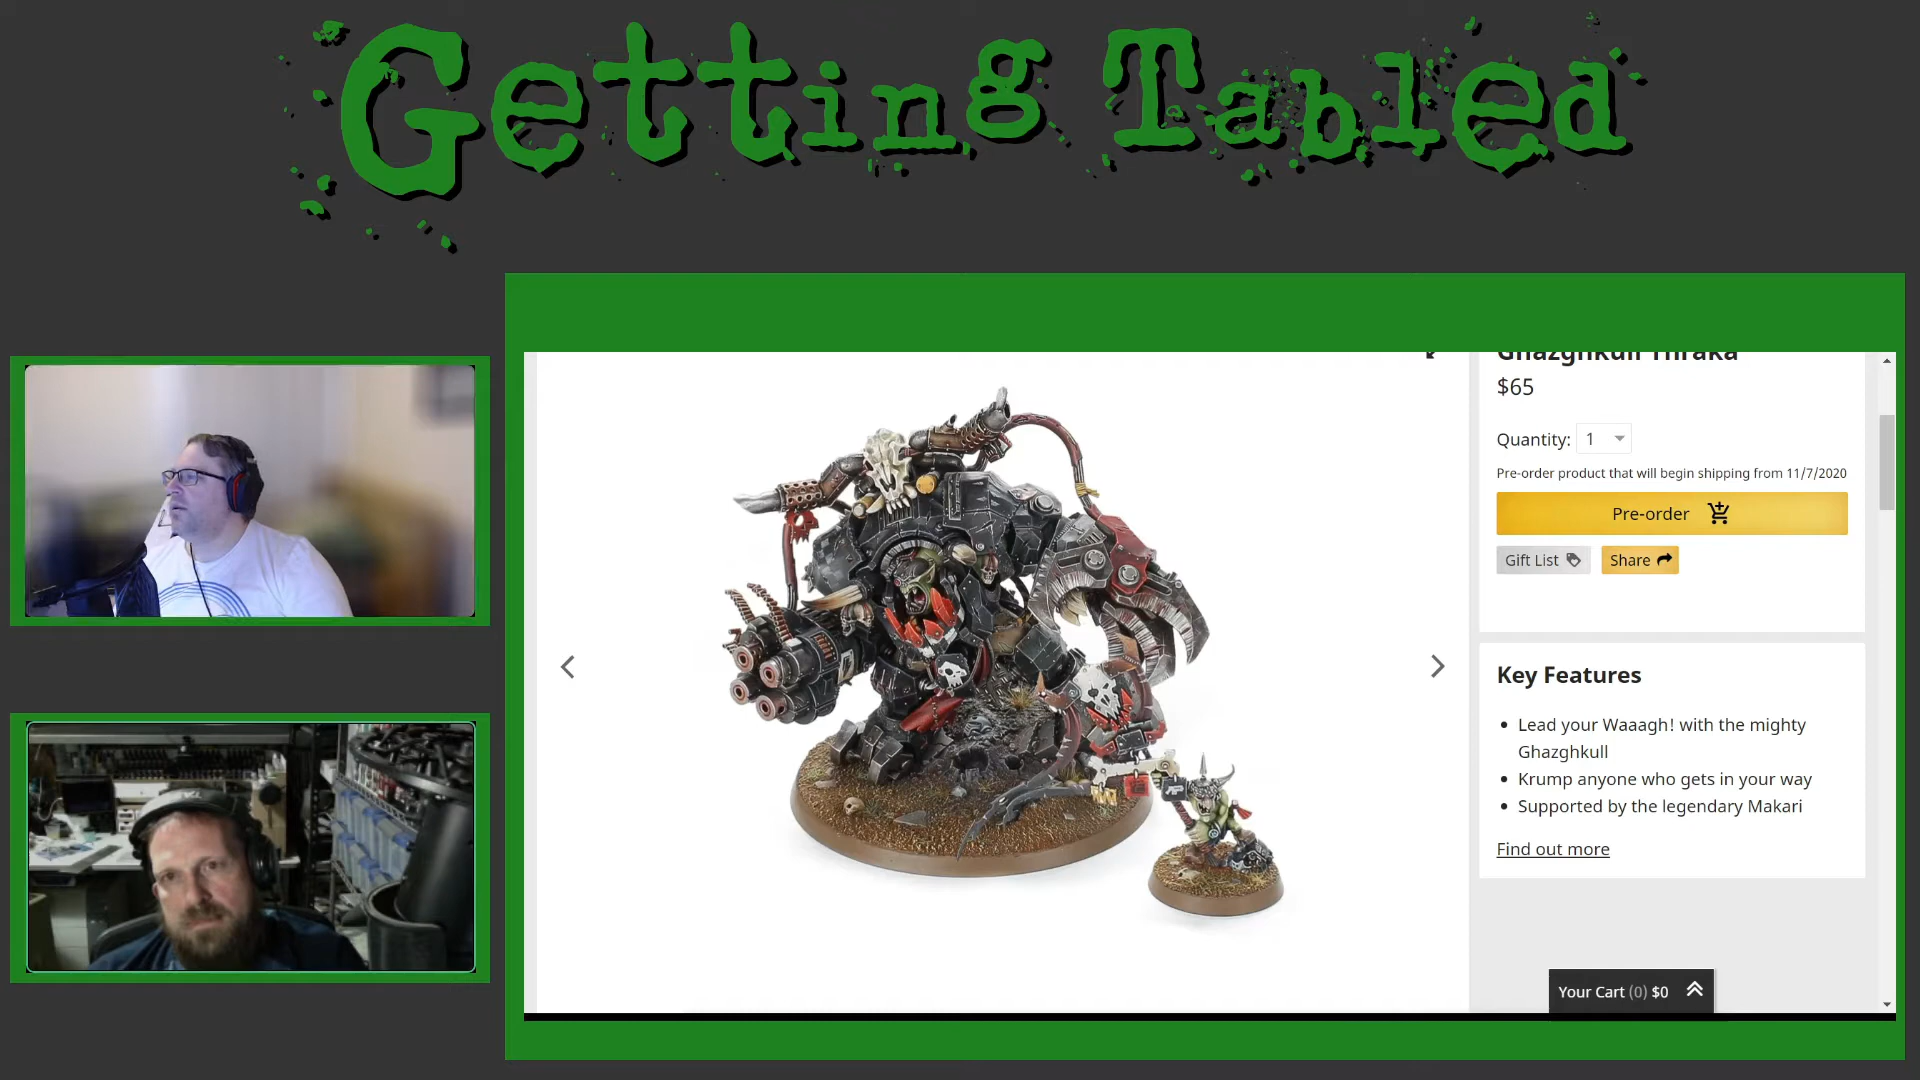 Getting Tabled
Ghazghkull Thraka
$65
Quantity: 1
Pre-order product that will begin shipping from 11/7/2020
Pre-order
Gift List
Share
Key Features
Lead your Waaagh! with the mighty
Ghazghkull
Krump anyone who gets in your way
Supported by the legendary Makari
Find out more
Your Cart (0) $0